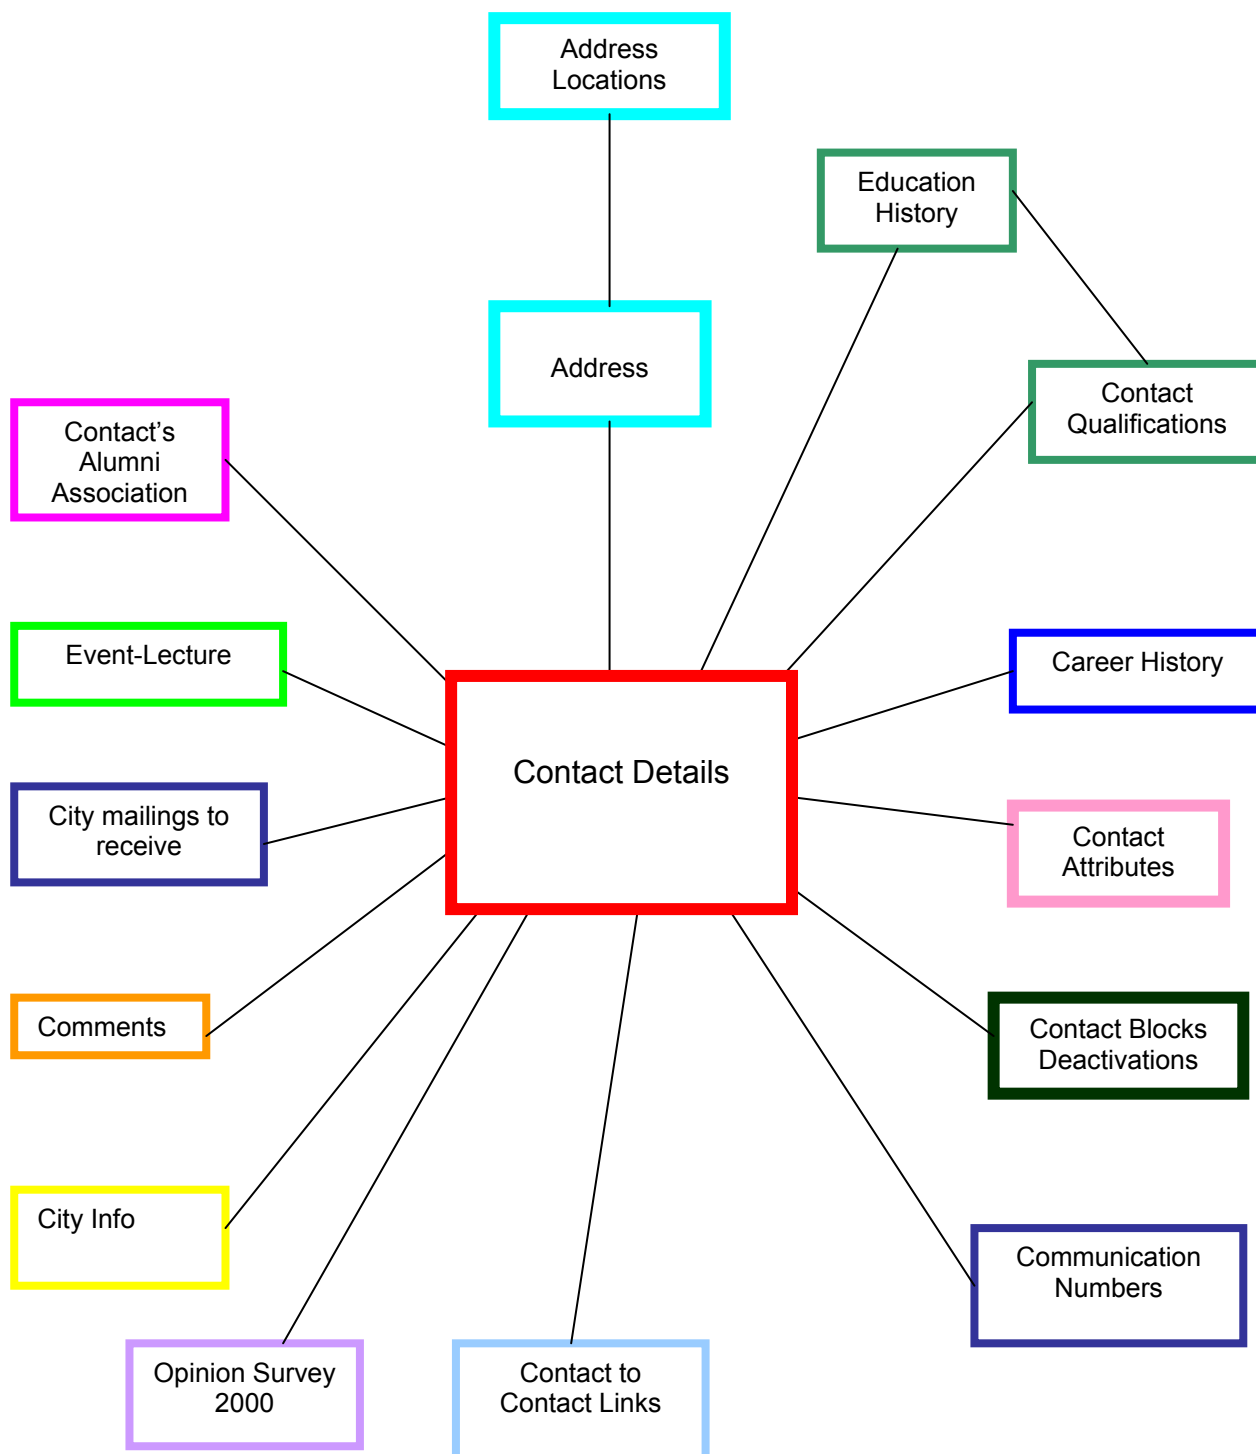 Address
Locations
Education
History
Address
Contact
Qualifications
Contact’s
Alumni
Association
Event-Lecture
Career History
Contact Details
City mailings to
receive
Contact
Attributes
Comments
Contact Blocks
Deactivations
City Info
Communication
Numbers
Opinion Survey
2000
Contact to
Contact Links